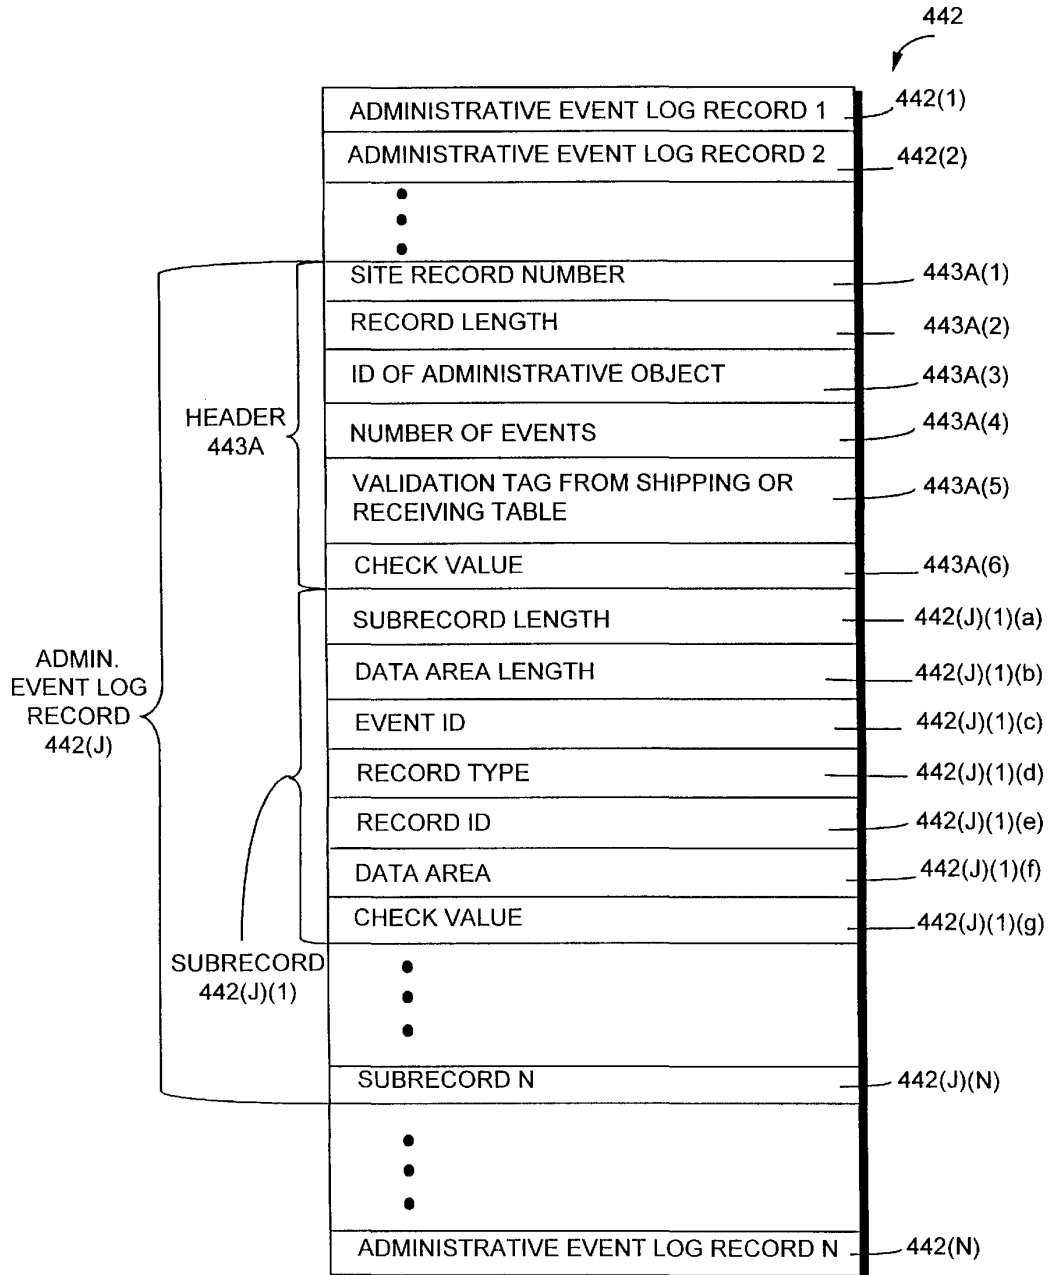 442
ADMINISTRATIVE EVENT LOG RECORD 1
442(1)
ADMINISTRATIVE EVENT LOG RECORD 2
442(2)
SITE RECORD NUMBER
443A(1)
RECORD LENGTH
443A(2)
ID OF ADMINISTRATIVE OBJECT
443A(3)
HEADER
443A
NUMBER OF EVENTS
443A(4)
VALIDATION TAG FROM SHIPPING OR
RECEIVING TABLE
443A(5)
CHECK VALUE
443A(6)
SUBRECORD LENGTH
442(J)(1)(a)
ADMIN.
EVENT LOG
RECORD
442(J)
DATA AREA LENGTH
442(J)(1)(b)
EVENT ID
442(J)(1)(c)
RECORD TYPE
442(J)(1)(d)
RECORD ID
442(J)(1)(e)
DATA AREA
442(J)(1)(f)
CHECK VALUE
442(J)(1)(g)
SUBRECORD
442(J)(1)
SUBRECORD N
442(J)(N)
ADMINISTRATIVE EVENT LOG RECORD N
442(N)